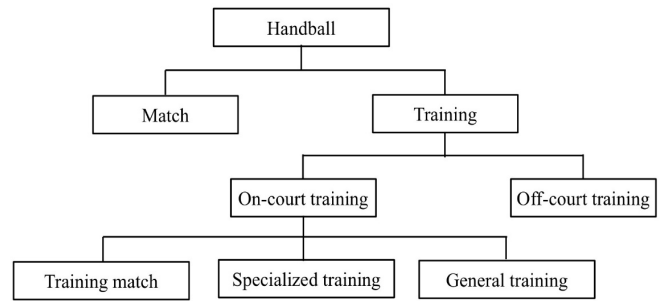 Handball
Match
Training
On-court training
Off-court training
Training match
Specialized training
General training